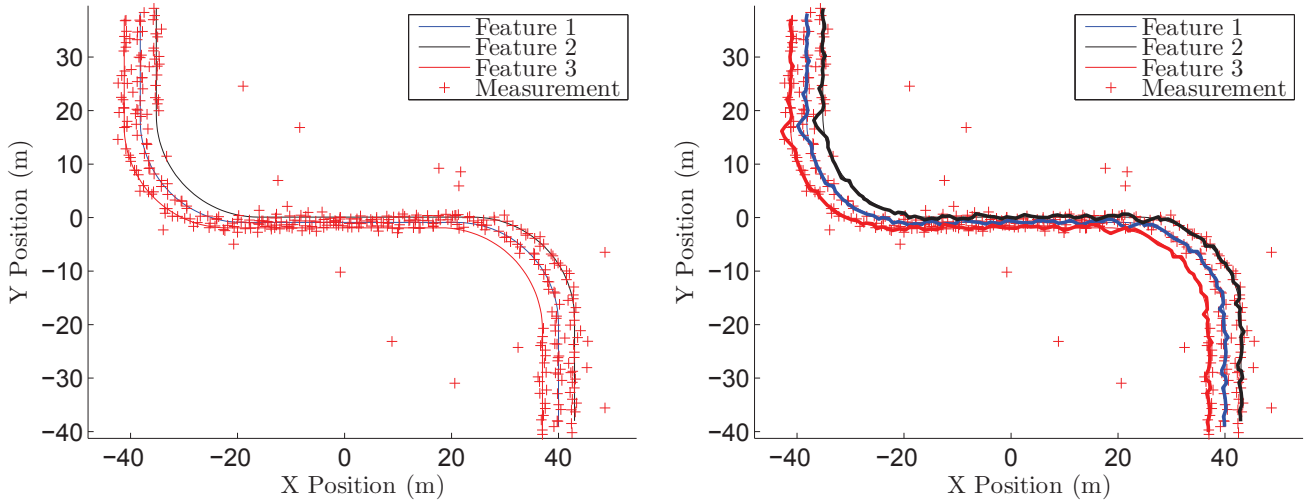 Feature 1
Feature 2
Feature 3
Measurement
30
20
10
0
−10
−20
−30
−40
Y Position (m)
−40 −20 0 20 40
X Position (m)
Feature 1
Feature 2
Feature 3
Measurement
30
20
10
0
−10
−20
−30
−40
Y Position (m)
−40 −20 0 20 40
X Position (m)